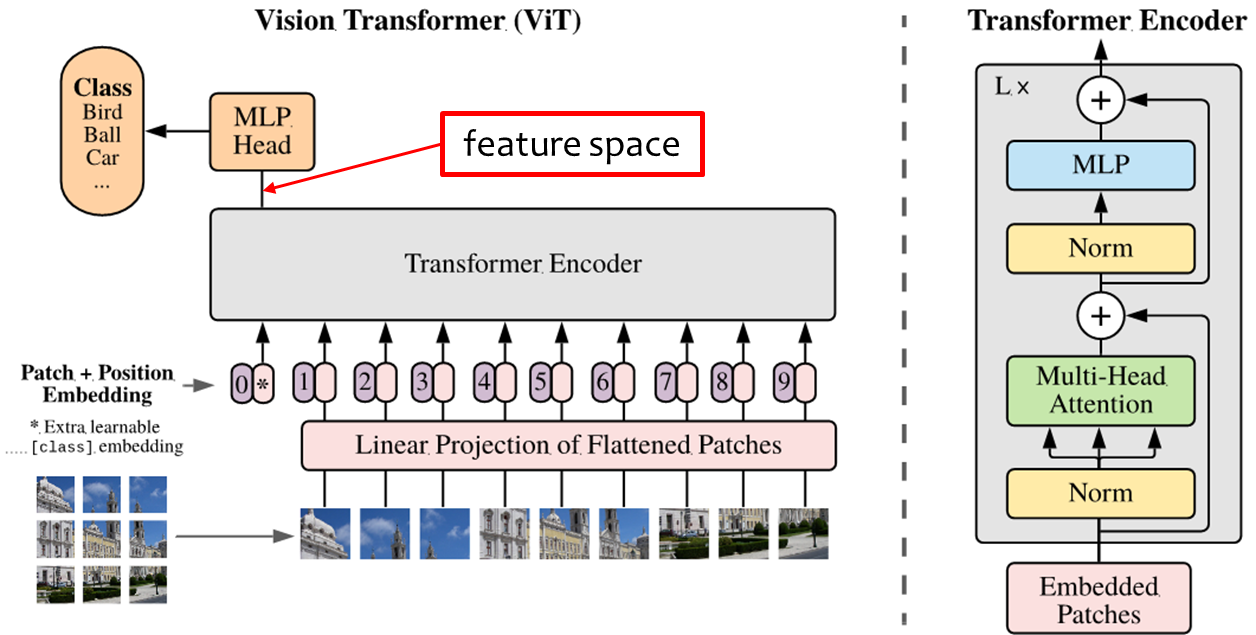 Vision Transformer (ViT)
Class
Bird
Ball
Car
...
MLP
Head
feature space
Transformer Encoder
Patch + Position
Embedding
* Extra learnable
[class] embedding
0 * 1 2 3 4 5 6 7 8 9
Linear Projection of Flattened Patches
Transformer Encoder
L x
+
MLP
Norm
+
Multi-Head
Attention
Norm
Embedded
Patches